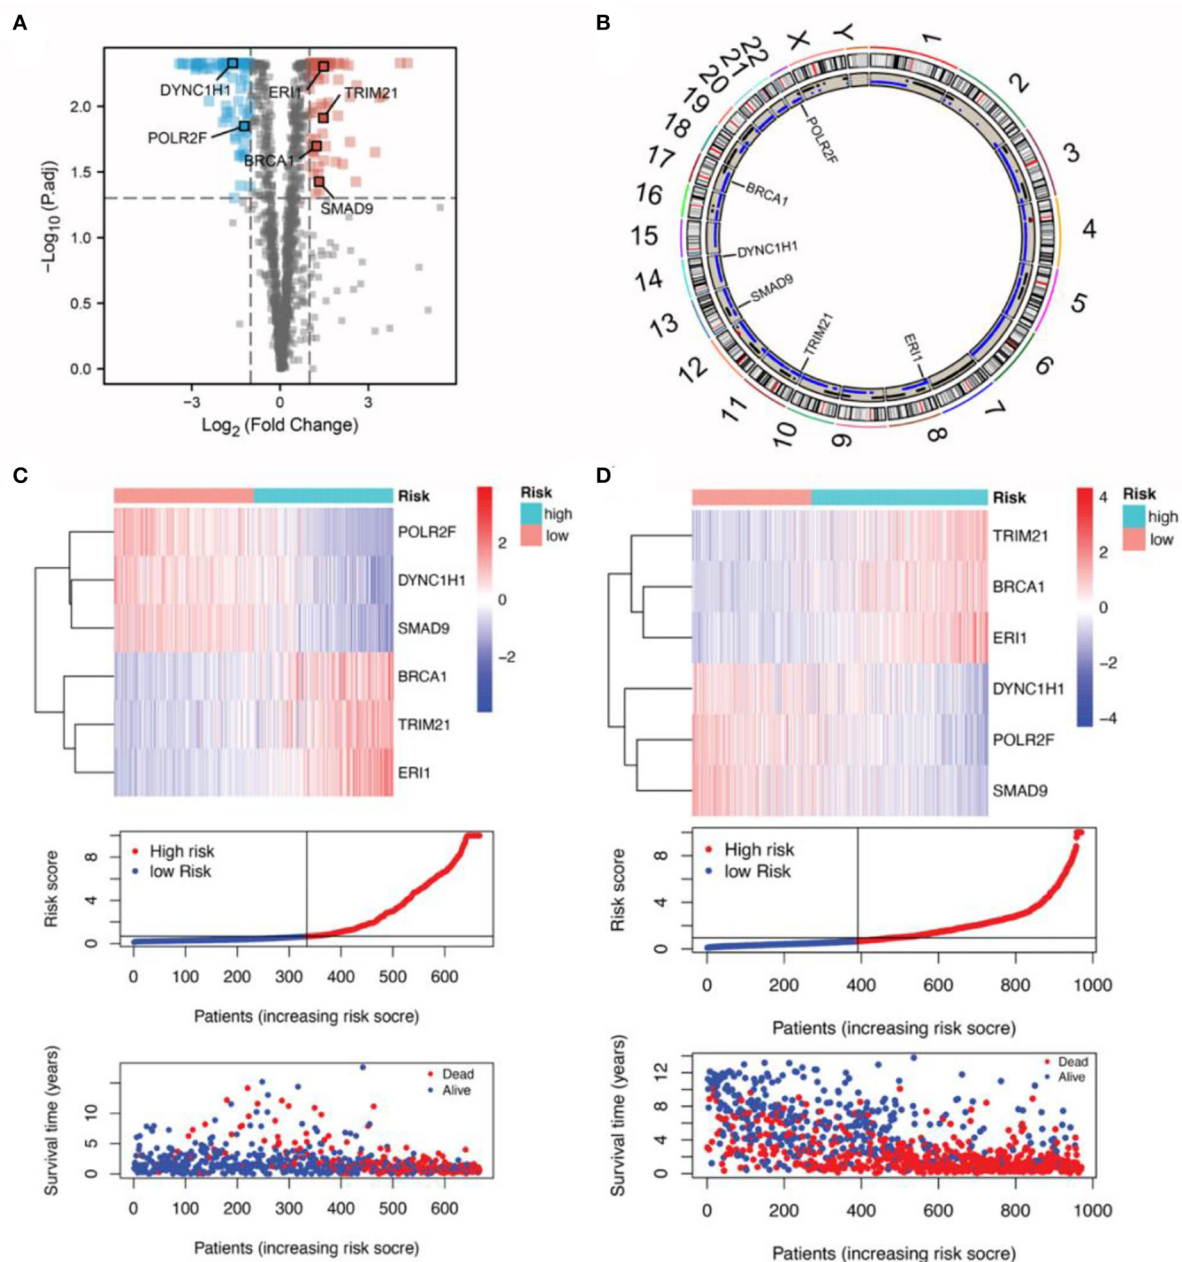 A
DYNC1H1
ERI1
TRIM21
POLR2F
BRCA1
SMAD9
2.0
1.5
1.0
0.5
0.0
−Log10 (P.adj)
−3
0
3
Log2 (Fold Change)
B
1
2
3
4
5
6
7
8
9
10
11
12
13
14
15
16
17
18
19
20
21
22
X
Y
POLR2F
BRCA1
DYNC1H1
SMAD9
TRIM21
ERI1
C
Risk
POLR2F
DYNC1H1
SMAD9
BRCA1
TRIM21
ERI1
2
0
−2
Risk
high
low
High risk
low Risk
Risk score
8
4
0
0
100
200
300
400
500
600
Patients (increasing risk socre)
Dead
Alive
Survival time (years)
10
5
0
0
100
200
300
400
500
600
Patients (increasing risk socre)
D
Risk
TRIM21
BRCA1
ERI1
DYNC1H1
POLR2F
SMAD9
4
2
0
−2
−4
Risk
high
low
High risk
low Risk
Risk score
8
4
0
0
200
400
600
800
1000
Patients (increasing risk socre)
Dead
Alive
Survival time (years)
12
8
4
0
0
200
400
600
800
1000
Patients (increasing risk socre)